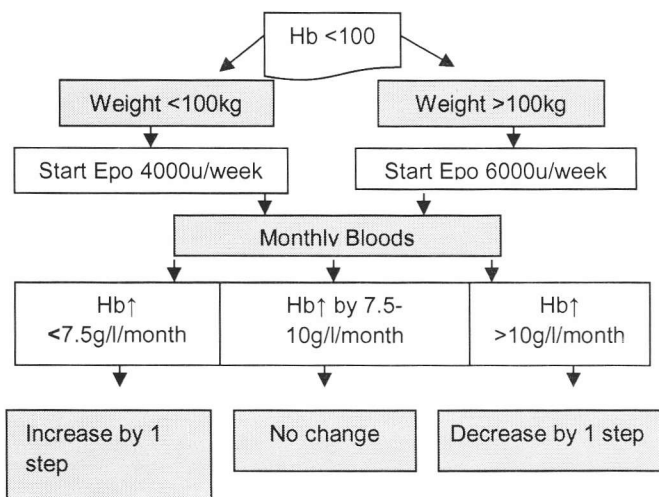 Hb <100
Weight <100kg
Weight >100kg
Start Epo 4000u/week
Start Epo 6000u/week
Monthly Bloods
Hb↑
<7.5g/l/month
Hb↑ by 7.5-
10g/l/month
Hb↑
>10g/l/month
Increase by 1
step
No change
Decrease by 1 step